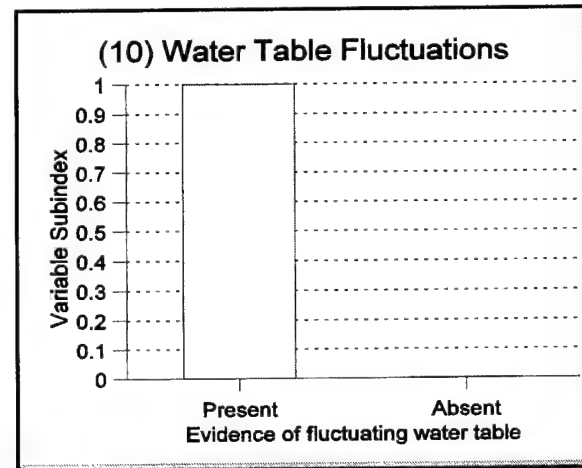 (10) Water Table Fluctuations
Variable Subindex
1
0.9
0.8
0.7
0.6
0.5
0.4
0.3
0.2
0.1
0
Present Absent
Evidence of fluctuating water table